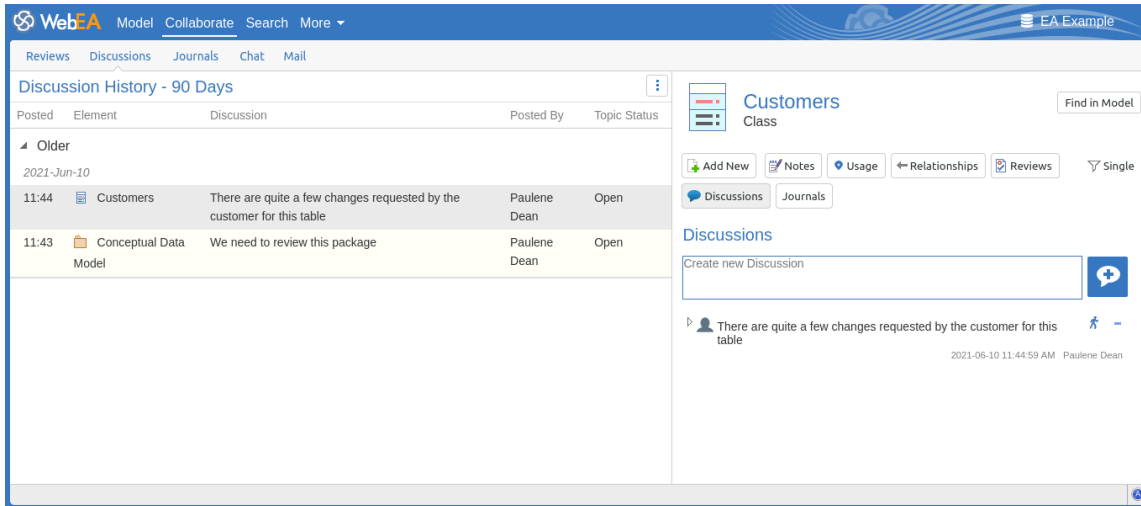 WebEA Model Collaborate Search More EA Example
Reviews Discussions Journals Chat Mail
Discussion History - 90 Days
Posted Element Discussion Posted By Topic Status
Older
2021-Jun-10
11:44 Customers There are quite a few changes requested by the Paulene Open
customer for this table Dean
11:43 Conceptual Data We need to review this package Paulene Open
Model Dean
Customers
Class
Find in Model
Add New Notes Usage Relationships Reviews Single
Discussions Journals
Discussions
Create new Discussion
There are quite a few changes requested by the customer for this
table
2021-06-10 11:44:59 AM Paulene Dean